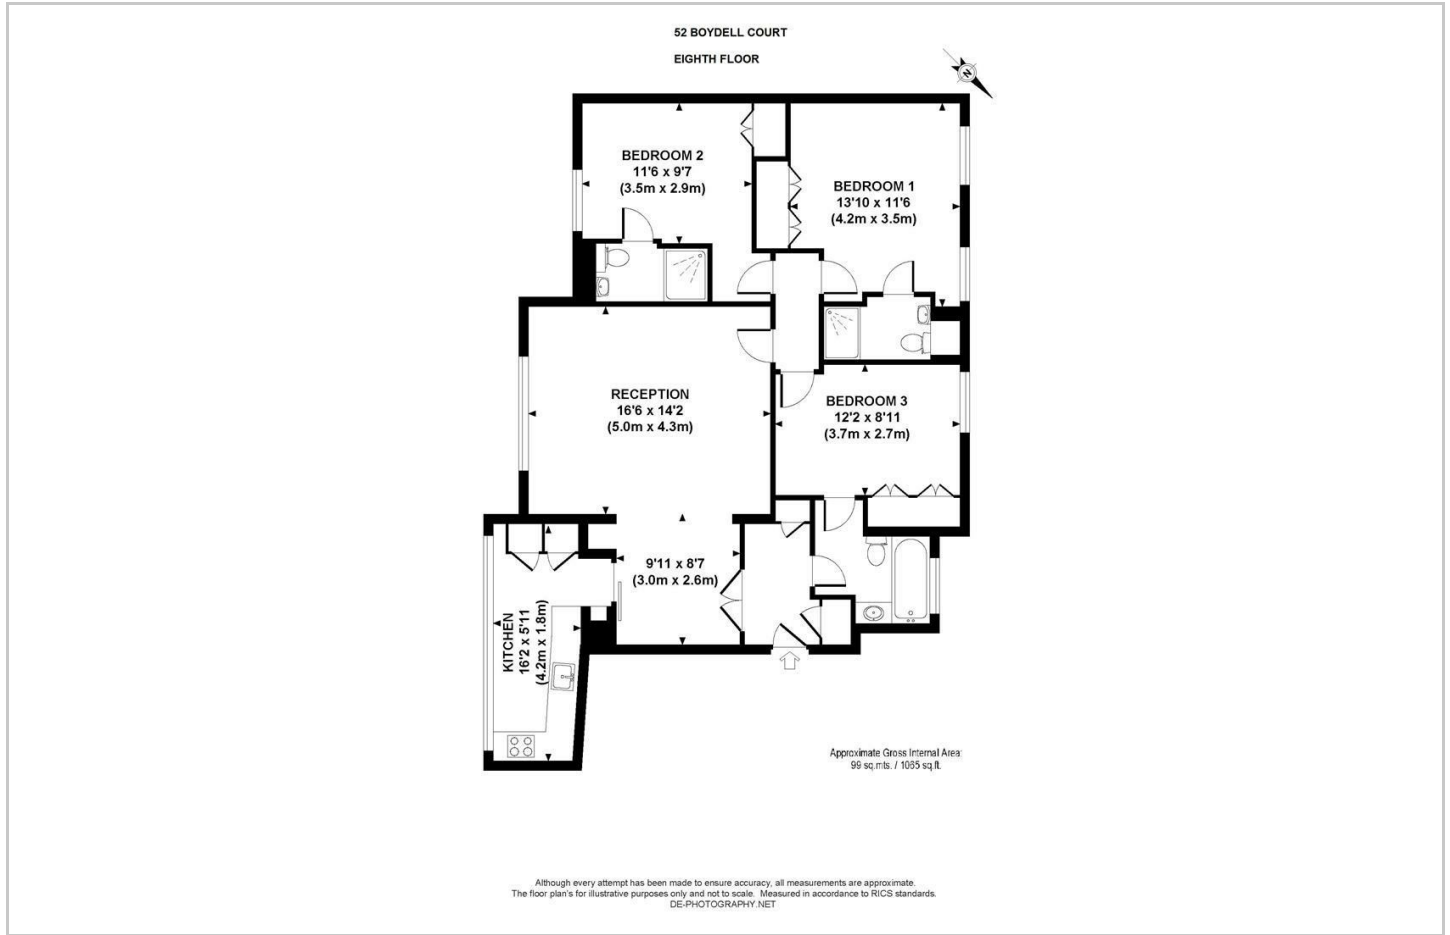 52 BOYDELL COURT
EIGHTH FLOOR
N
BEDROOM 2
11'6 x 9'7
(3.5m x 2.9m)
BEDROOM 1
13'10 x 11'6
(4.2m x 3.5m)
RECEPTION
16'6 x 14'2
(5.0m x 4.3m)
BEDROOM 3
12'2 x 8'11
(3.7m x 2.7m)
9'11 x 8'7
(3.0m x 2.6m)
KITCHEN
16'2 x 5'11
(4.2m x 1.8m)
Approximate Gross Internal Area:
99 sq.mts. / 1065 sq.ft.
Although every attempt has been made to ensure accuracy, all measurements are approximate.
The floor plan's for illustrative purposes only and not to scale. Measured in accordance to RICS standards.
DE-PHOTOGRAPHY.NET